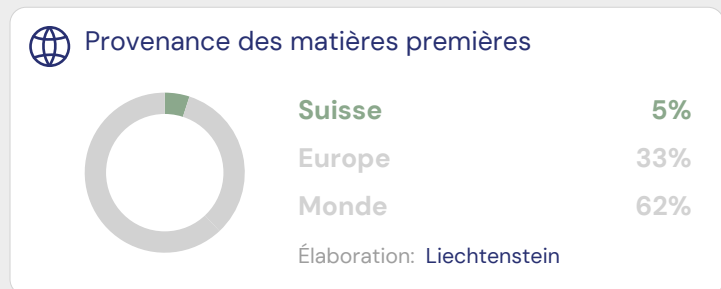 Provenance des matières premières
Suisse 5%
Europe 33%
Monde 62%
Élaboration: Liechtenstein